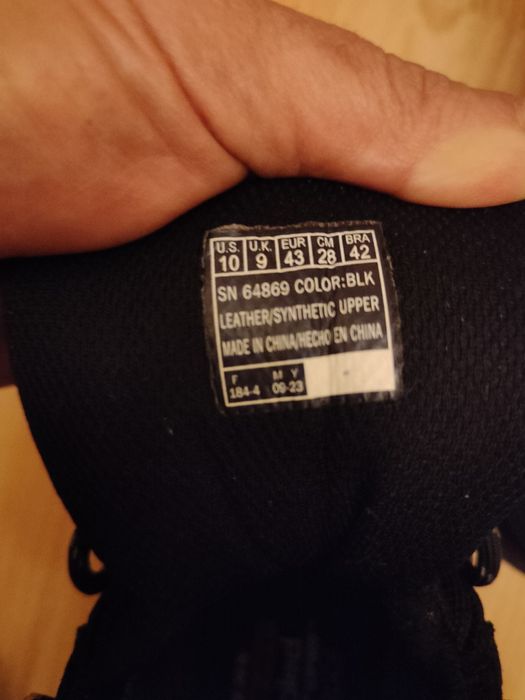 U.S. U.K. EUR CM BRA
10 9 43 28 42
SN 64869 COLOR:BLK
LEATHER/SYNTHETIC UPPER
MADE IN CHINA/HECHO EN CHINA
F M Y
184-4 09-23